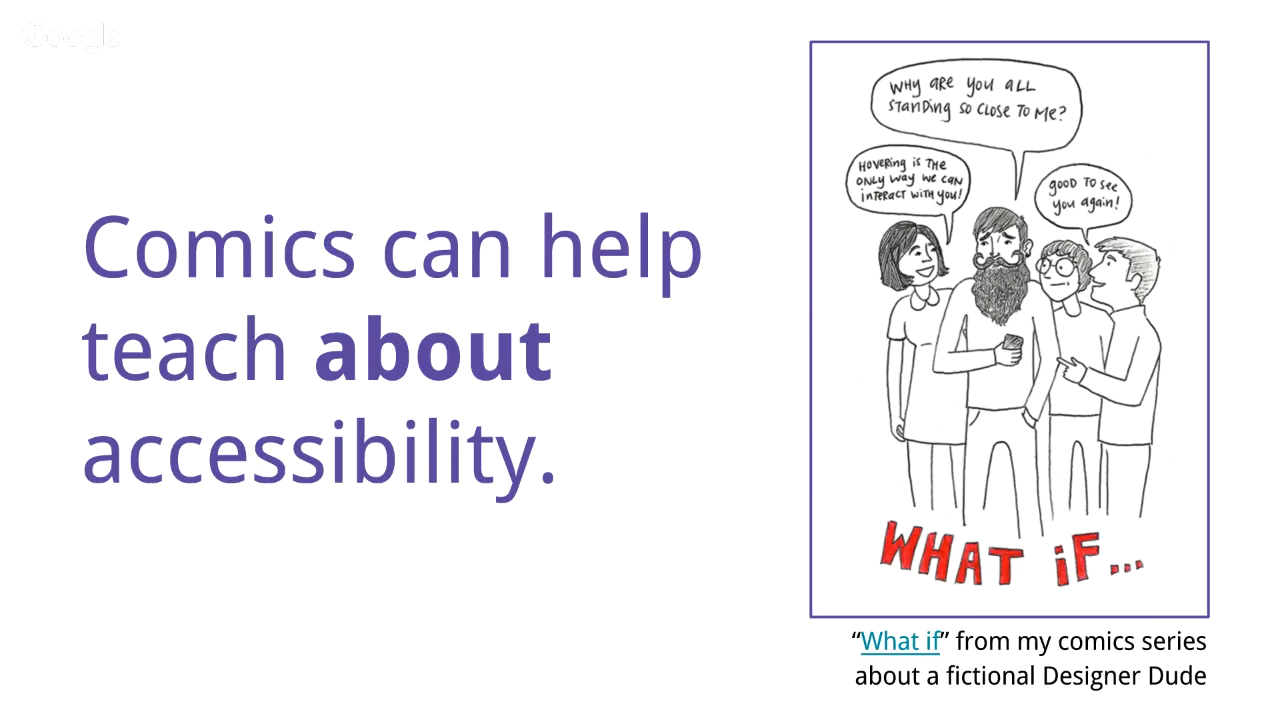 Google
Comics can help
teach about
accessibility.
WHY ARE YOU ALL
STANDING SO CLOSE TO ME?
HOVERING IS THE
ONLY WAY WE CAN
INTERACT WITH YOU!
GOOD TO SEE
YOU AGAIN!
WHAT iF...
“What if” from my comics series
about a fictional Designer Dude